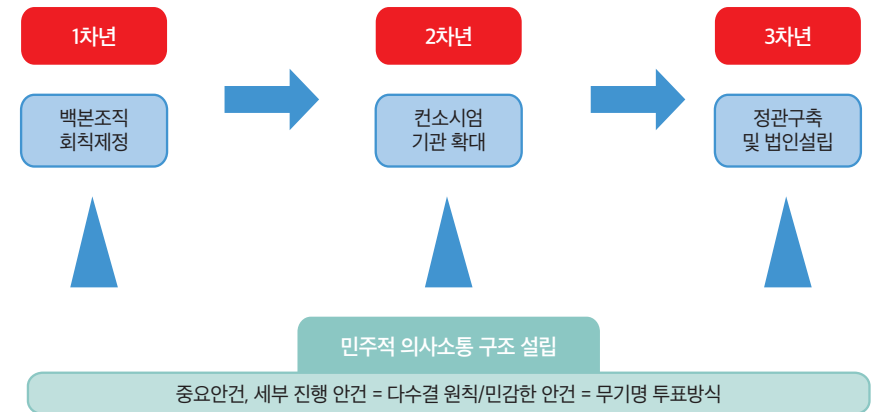 1차년
2차년
3차년
백본조직
회칙제정
컨소시엄
기관 확대
정관구축
및 법인설립
민주적 의사소통 구조 설립
중요안건, 세부 진행 안건 = 다수결 원칙/민감한 안건 = 무기명 투표방식